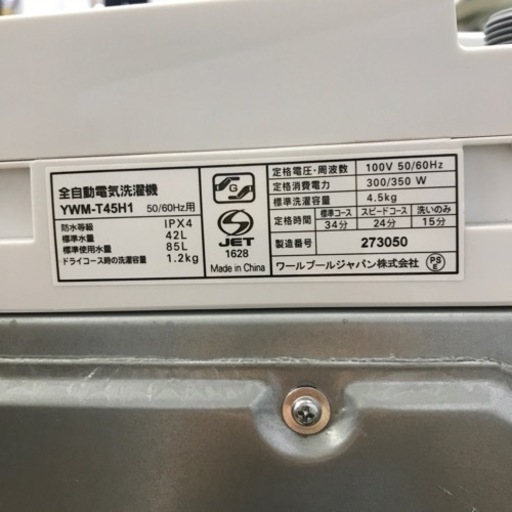 全自動電気洗濯機
YWM-T45H1 50/60Hz用
防水等級 IPX4
標準水量 42L
標準使用水量 85L
ドライコース時の洗濯容量 1.2kg
G
JET
1628
Made in China
定格電圧・周波数 100V 50/60Hz
定格消費電力 300/350 W
標準洗濯容量 4.5kg
定格時間 標準コース スピードコース 洗いのみ
34分 24分 15分
製造番号 273050
ワールプールジャパン株式会社
PS
E